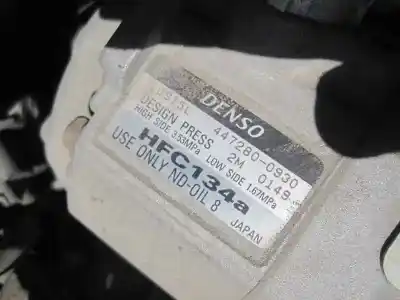 DENSO
10S15L 447280-0930
DESIGN PRESS 2M 0149
HIGH SIDE 3.53MPa LOW SIDE 1.67MPa
HFC134a
USE ONLY ND-OIL 8
JAPAN